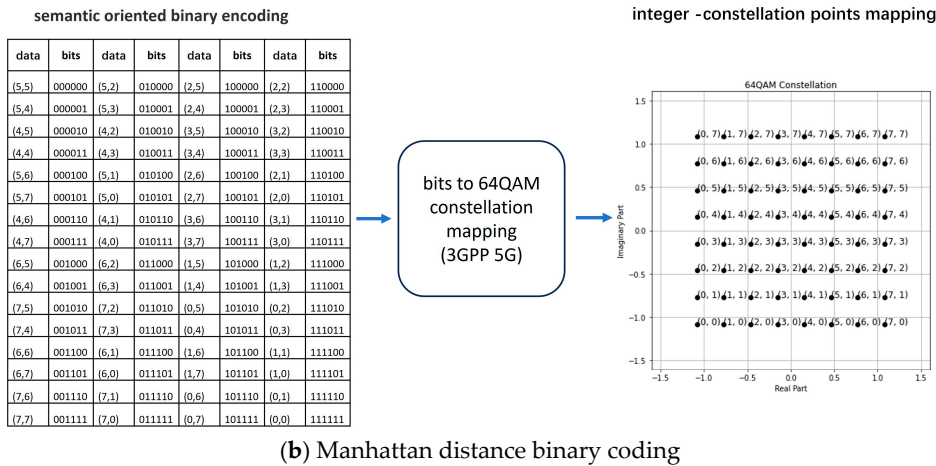 semantic oriented binary encoding
integer -constellation points mapping
data bits data bits data bits data bits
(5,5) 000000 (5,2) 010000 (2,5) 100000 (2,2) 110000
(5,4) 000001 (5,3) 010001 (2,4) 100001 (2,3) 110001
(4,5) 000010 (4,2) 010010 (3,5) 100010 (3,2) 110010
(4,4) 000011 (4,3) 010011 (3,4) 100011 (3,3) 110011
(5,6) 000100 (5,1) 010100 (2,6) 100100 (2,1) 110100
(5,7) 000101 (5,0) 010101 (2,7) 100101 (2,0) 110101
(4,6) 000110 (4,1) 010110 (3,6) 100110 (3,1) 110110
(4,7) 000111 (4,0) 010111 (3,7) 100111 (3,0) 110111
(6,5) 001000 (6,2) 011000 (1,5) 101000 (1,2) 111000
(6,4) 001001 (6,3) 011001 (1,4) 101001 (1,3) 111001
(7,5) 001010 (7,2) 011010 (0,5) 101010 (0,2) 111010
(7,4) 001011 (7,3) 011011 (0,4) 101011 (0,3) 111011
(6,6) 001100 (6,1) 011100 (1,6) 101100 (1,1) 111100
(6,7) 001101 (6,0) 011101 (1,7) 101101 (1,0) 111101
(7,6) 001110 (7,1) 011110 (0,6) 101110 (0,1) 111110
(7,7) 001111 (7,0) 011111 (0,7) 101111 (0,0) 111111
bits to 64QAM
constellation
mapping
(3GPP 5G)
64QAM Constellation
1.5
(0, 7) (1, 7) (2, 7) (3, 7) (4, 7) (5, 7) (6, 7) (7, 7)
1.0
(0, 6) (1, 6) (2, 6) (3, 6) (4, 6) (5, 6) (6, 6) (7, 6)
0.5
(0, 5) (1, 5) (2, 5) (3, 5) (4, 5) (5, 5) (6, 5) (7, 5)
(0, 4) (1, 4) (2, 4) (3, 4) (4, 4) (5, 4) (6, 4) (7, 4)
0.0
(0, 3) (1, 3) (2, 3) (3, 3) (4, 3) (5, 3) (6, 3) (7, 3)
(0, 2) (1, 2) (2, 2) (3, 2) (4, 2) (5, 2) (6, 2) (7, 2)
−0.5
(0, 1) (1, 1) (2, 1) (3, 1) (4, 1) (5, 1) (6, 1) (7, 1)
−1.0
(0, 0) (1, 0) (2, 0) (3, 0) (4, 0) (5, 0) (6, 0) (7, 0)
−1.5
Imaginary Part
−1.5 −1.0 −0.5 0.0 0.5 1.0 1.5
Real Part
(b) Manhattan distance binary coding